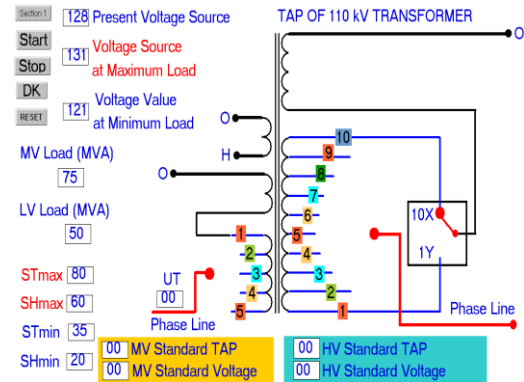 Section I
128 Present Voltage Source
TAP OF 110 kV TRANSFORMER
Start
131 Voltage Source
at Maximum Load
Stop
DK
121 Voltage Value
at Minimum Load
RESET
MV Load (MVA)
75
LV Load (MVA)
50
STmax 80
SHmax 60
STmin 35
SHmin 20
UT
00
Phase Line
O
H
O
1
2
3
4
5
O
10
9
8
7
6
5
4
3
2
1
10X
1Y
Phase Line
00 MV Standard TAP
00 MV Standard Voltage
00 HV Standard TAP
00 HV Standard Voltage